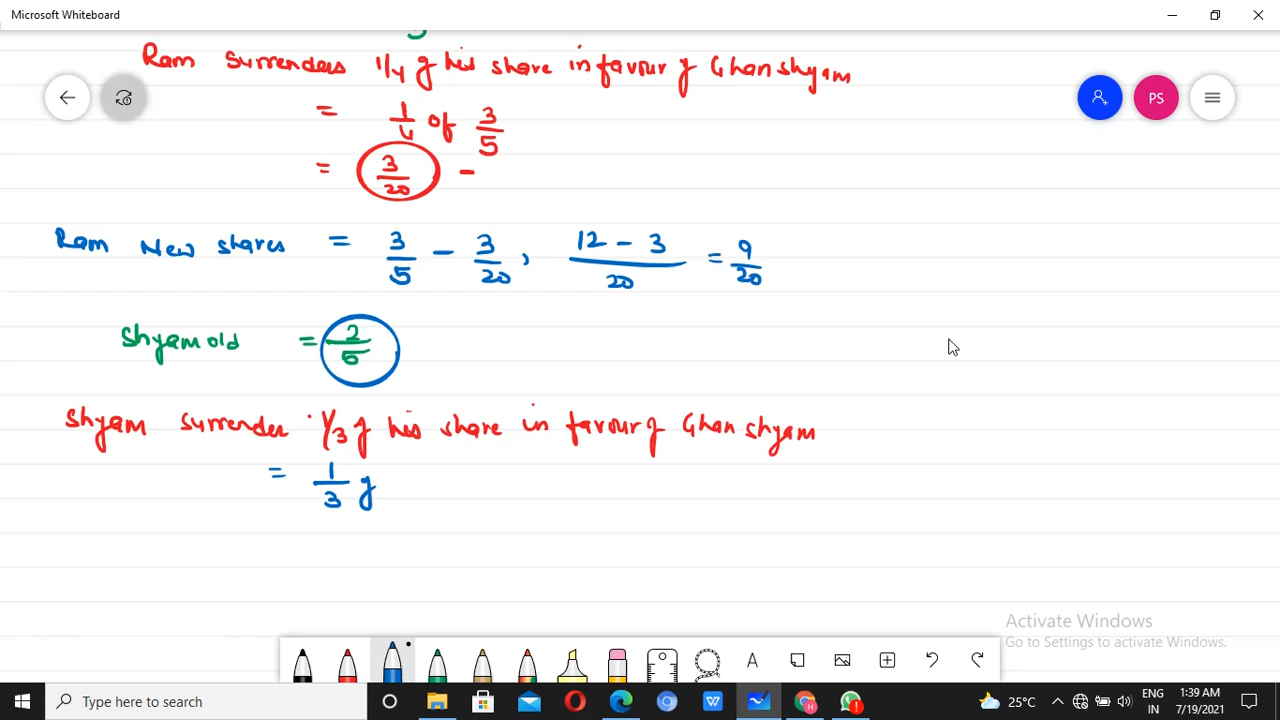 Microsoft Whiteboard
Ram surrenders 1/4 of his share in favour of Ghanshyam
= 1/4 of 3/5
= 3/20 -
PS
Ram New shares = 3/5 - 3/20, 12 - 3/20 = 9/20
Shyam old = 2/5
Shyam surrender 1/3 of his share in favour of Ghanshyam
= 1/3 of
Activate Windows
Go to Settings to activate Windows.
Type here to search
25°C
ENG
IN
1:39 AM
7/19/2021